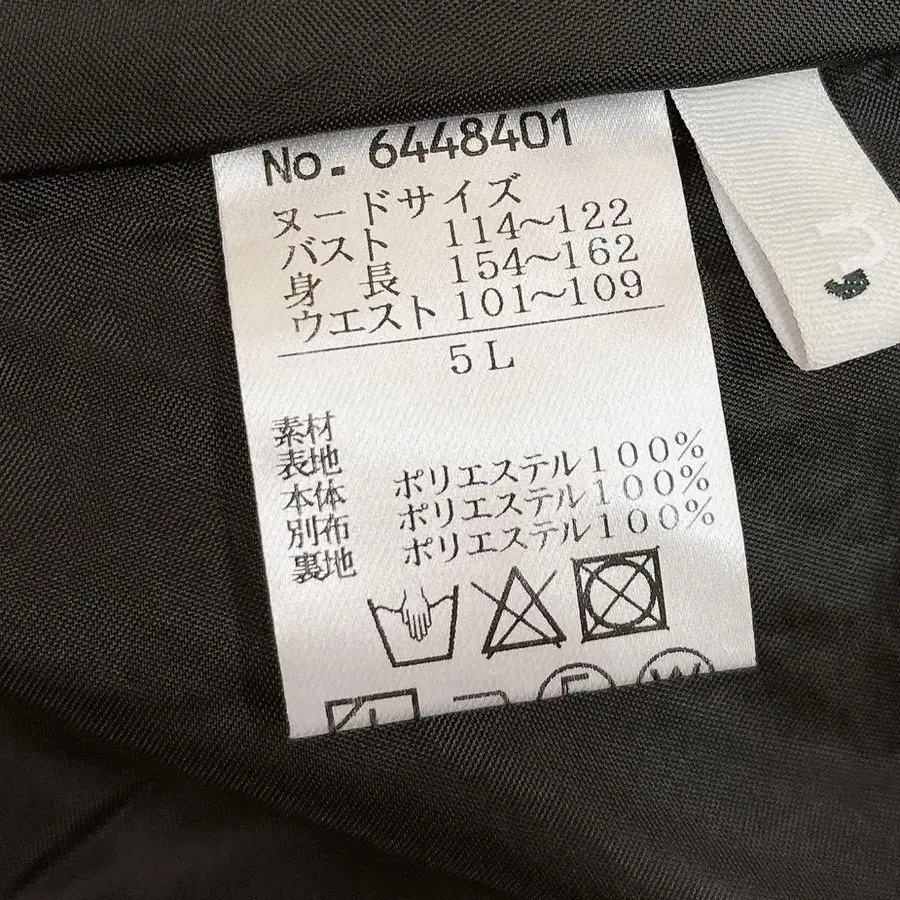 No. 6448401
ヌードサイズ
バスト 114〜122
身長 154〜162
ウエスト 101〜109
5L
素材
表地
本体 ポリエステル100%
別布 ポリエステル100%
裏地 ポリエステル100%
F W